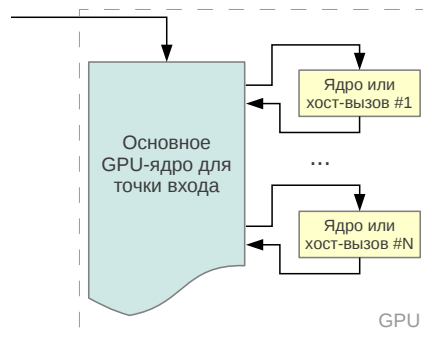 Основное
GPU-ядро для
точки входа
Ядро или
хост-вызов #1
...
Ядро или
хост-вызов #N
GPU